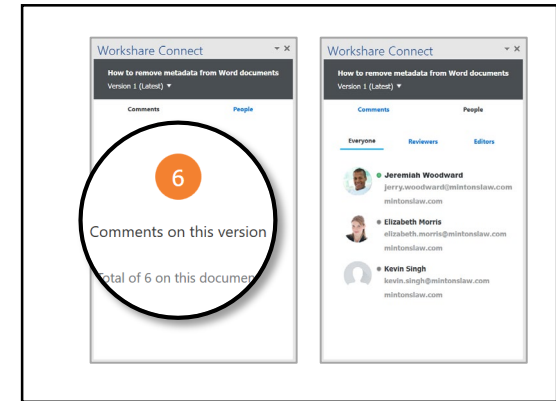 Workshare Connect
How to remove metadata from Word documents
Version 1 (Latest)
Comments People
6
Comments on this version
Total of 6 on this documen
Workshare Connect
How to remove metadata from Word documents
Version 1 (Latest)
Comments People
Everyone Reviewers Editors
Jeremiah Woodward
jerry.woodward@mintonslaw.com
mintonslaw.com
Elizabeth Morris
elizabeth.morris@mintonslaw.com
mintonslaw.com
Kevin Singh
kevin.singh@mintonslaw.com
mintonslaw.com